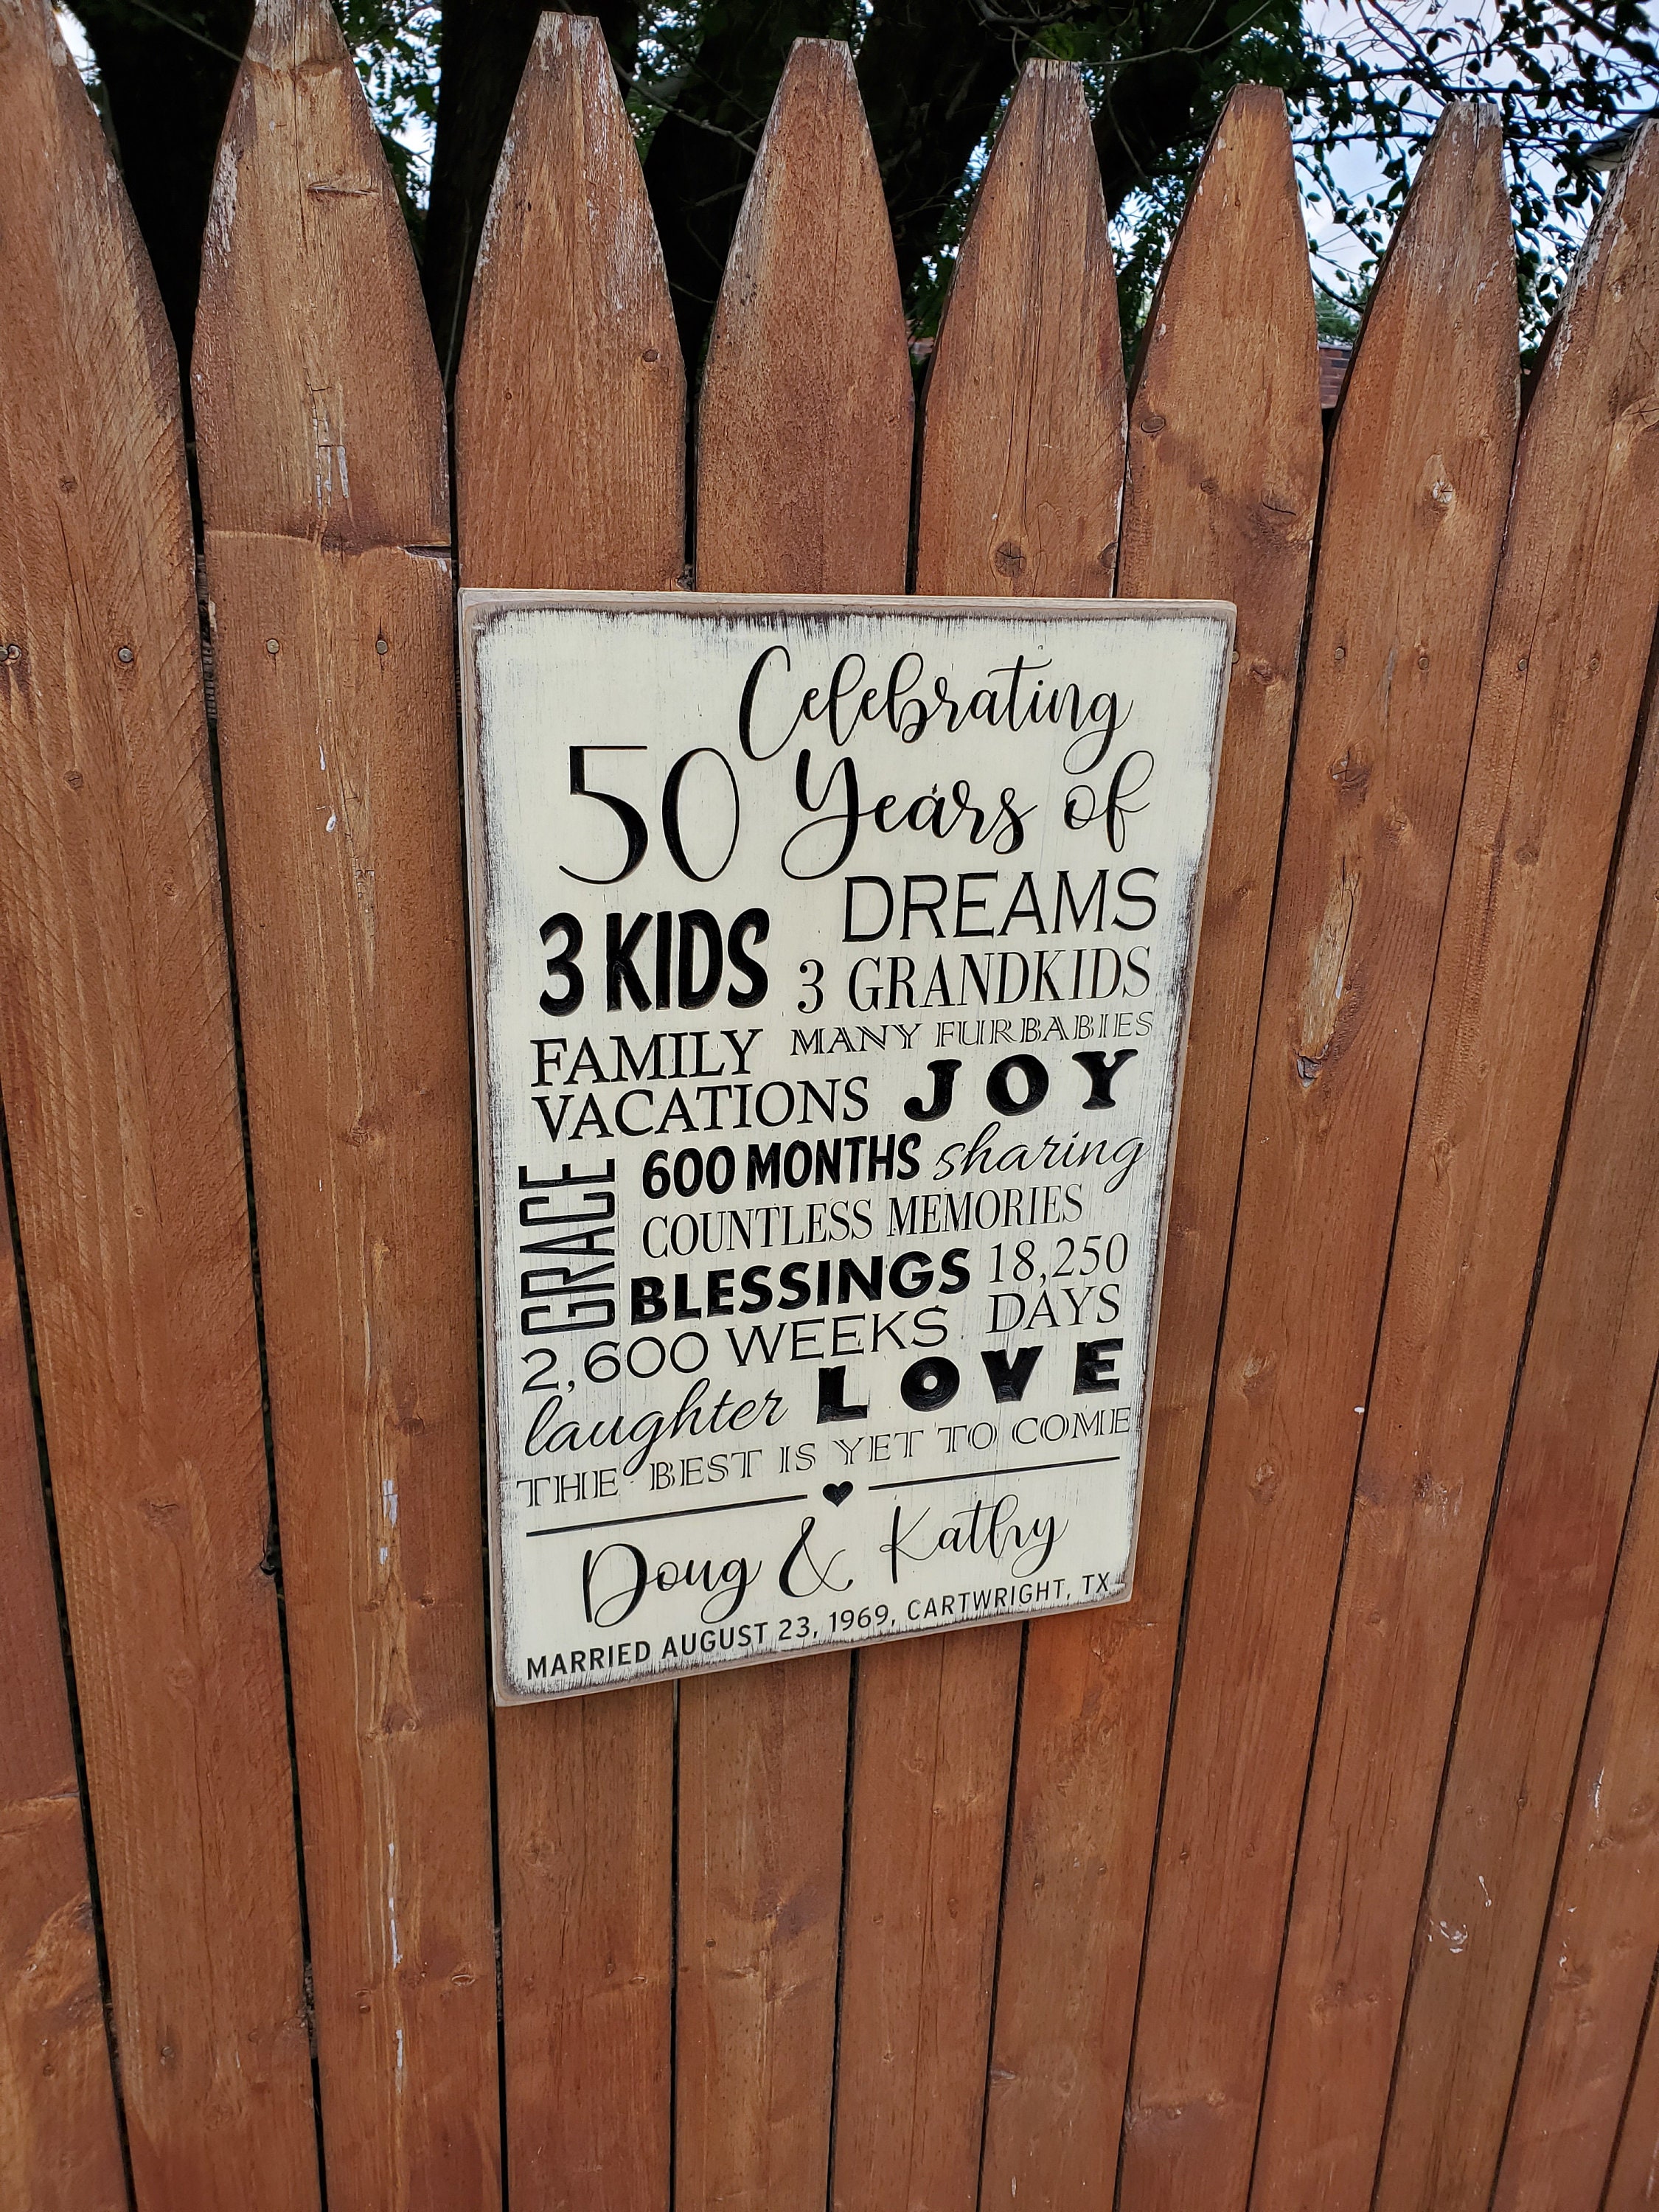 Celebrating
50 Years of
DREAMS
3 KIDS
3 GRANDKIDS
MANY FURBABIES
FAMILY
VACATIONS
JOY
GRACE
600 MONTHS sharing
COUNTLESS MEMORIES
BLESSINGS
18,250
DAYS
2,600 WEEKS
laughter
LOVE
THE BEST IS YET TO COME
Doug & Kathy
MARRIED AUGUST 23, 1969, CARTWRIGHT, TX